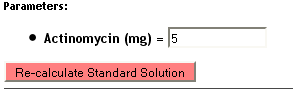 Parameters:
• Actinomycin (mg) = 5
Re-calculate Standard Solution